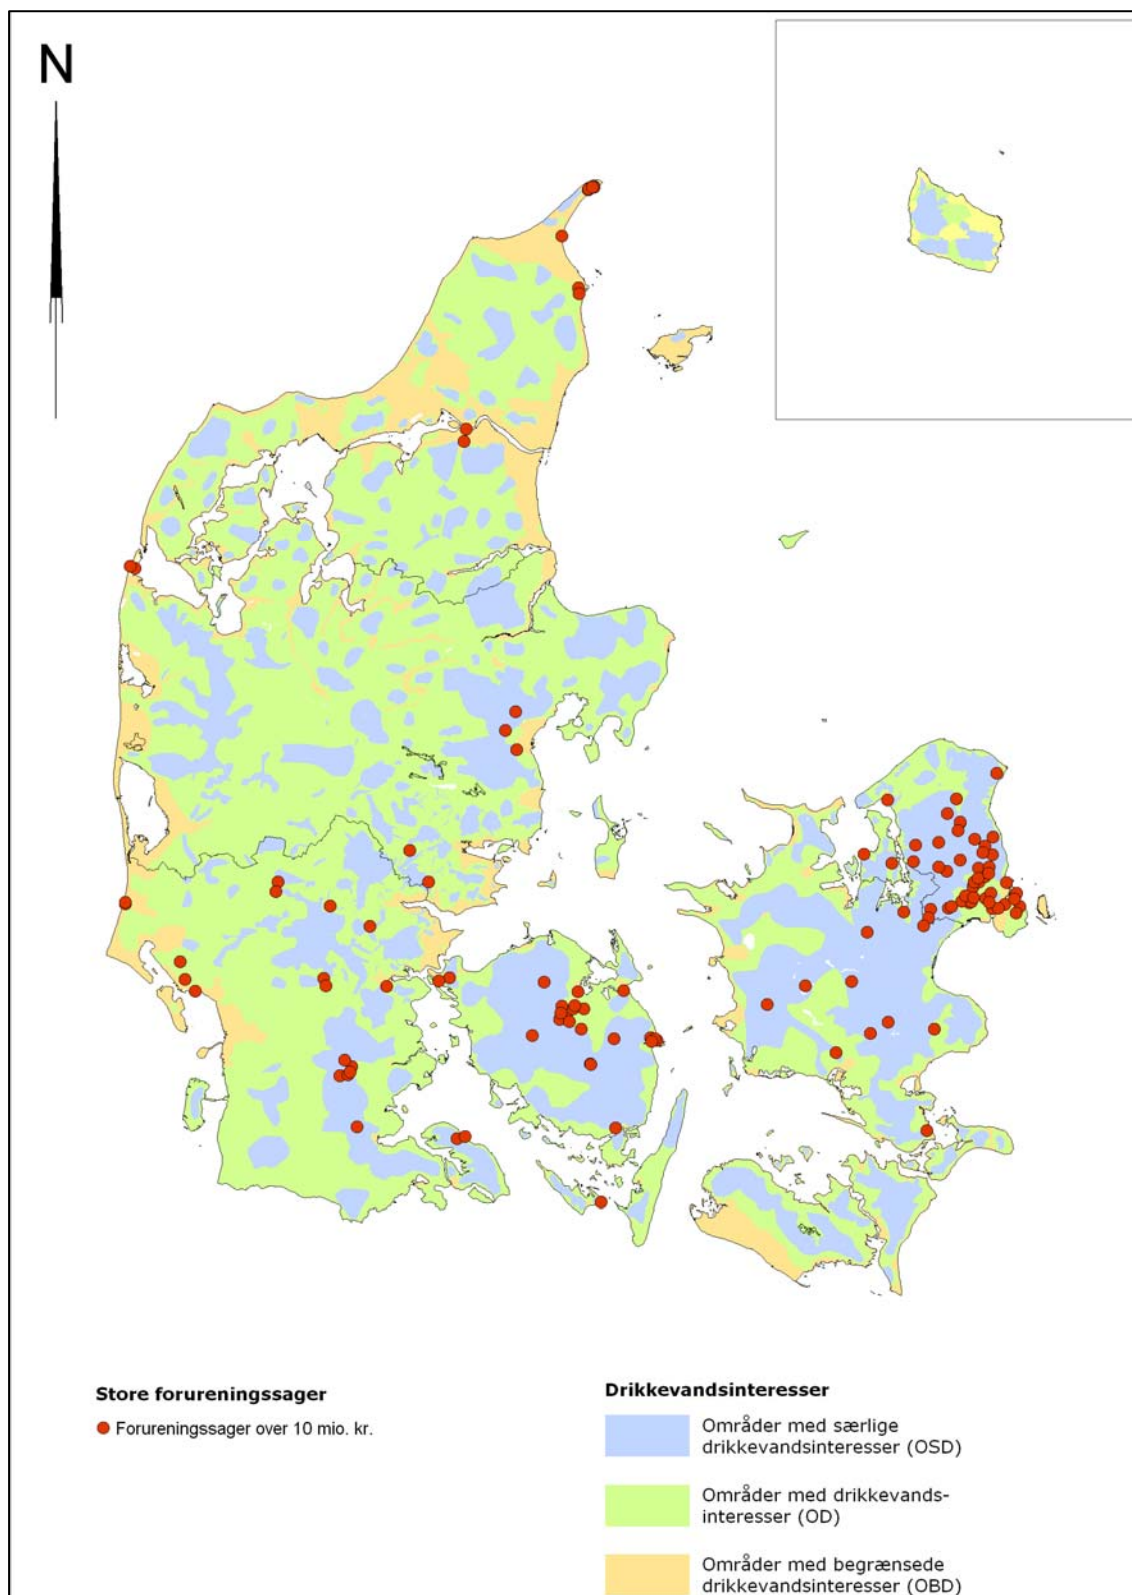 N
Store forureningssager
Forureningssager over 10 mio. kr.
Drikkevandsinteresser
Områder med særlige
drikkevandsinteresser (OSD)
Områder med drikkevands-
interesser (OD)
Områder med begrænsede
drikkevandsinteresser (OBD)